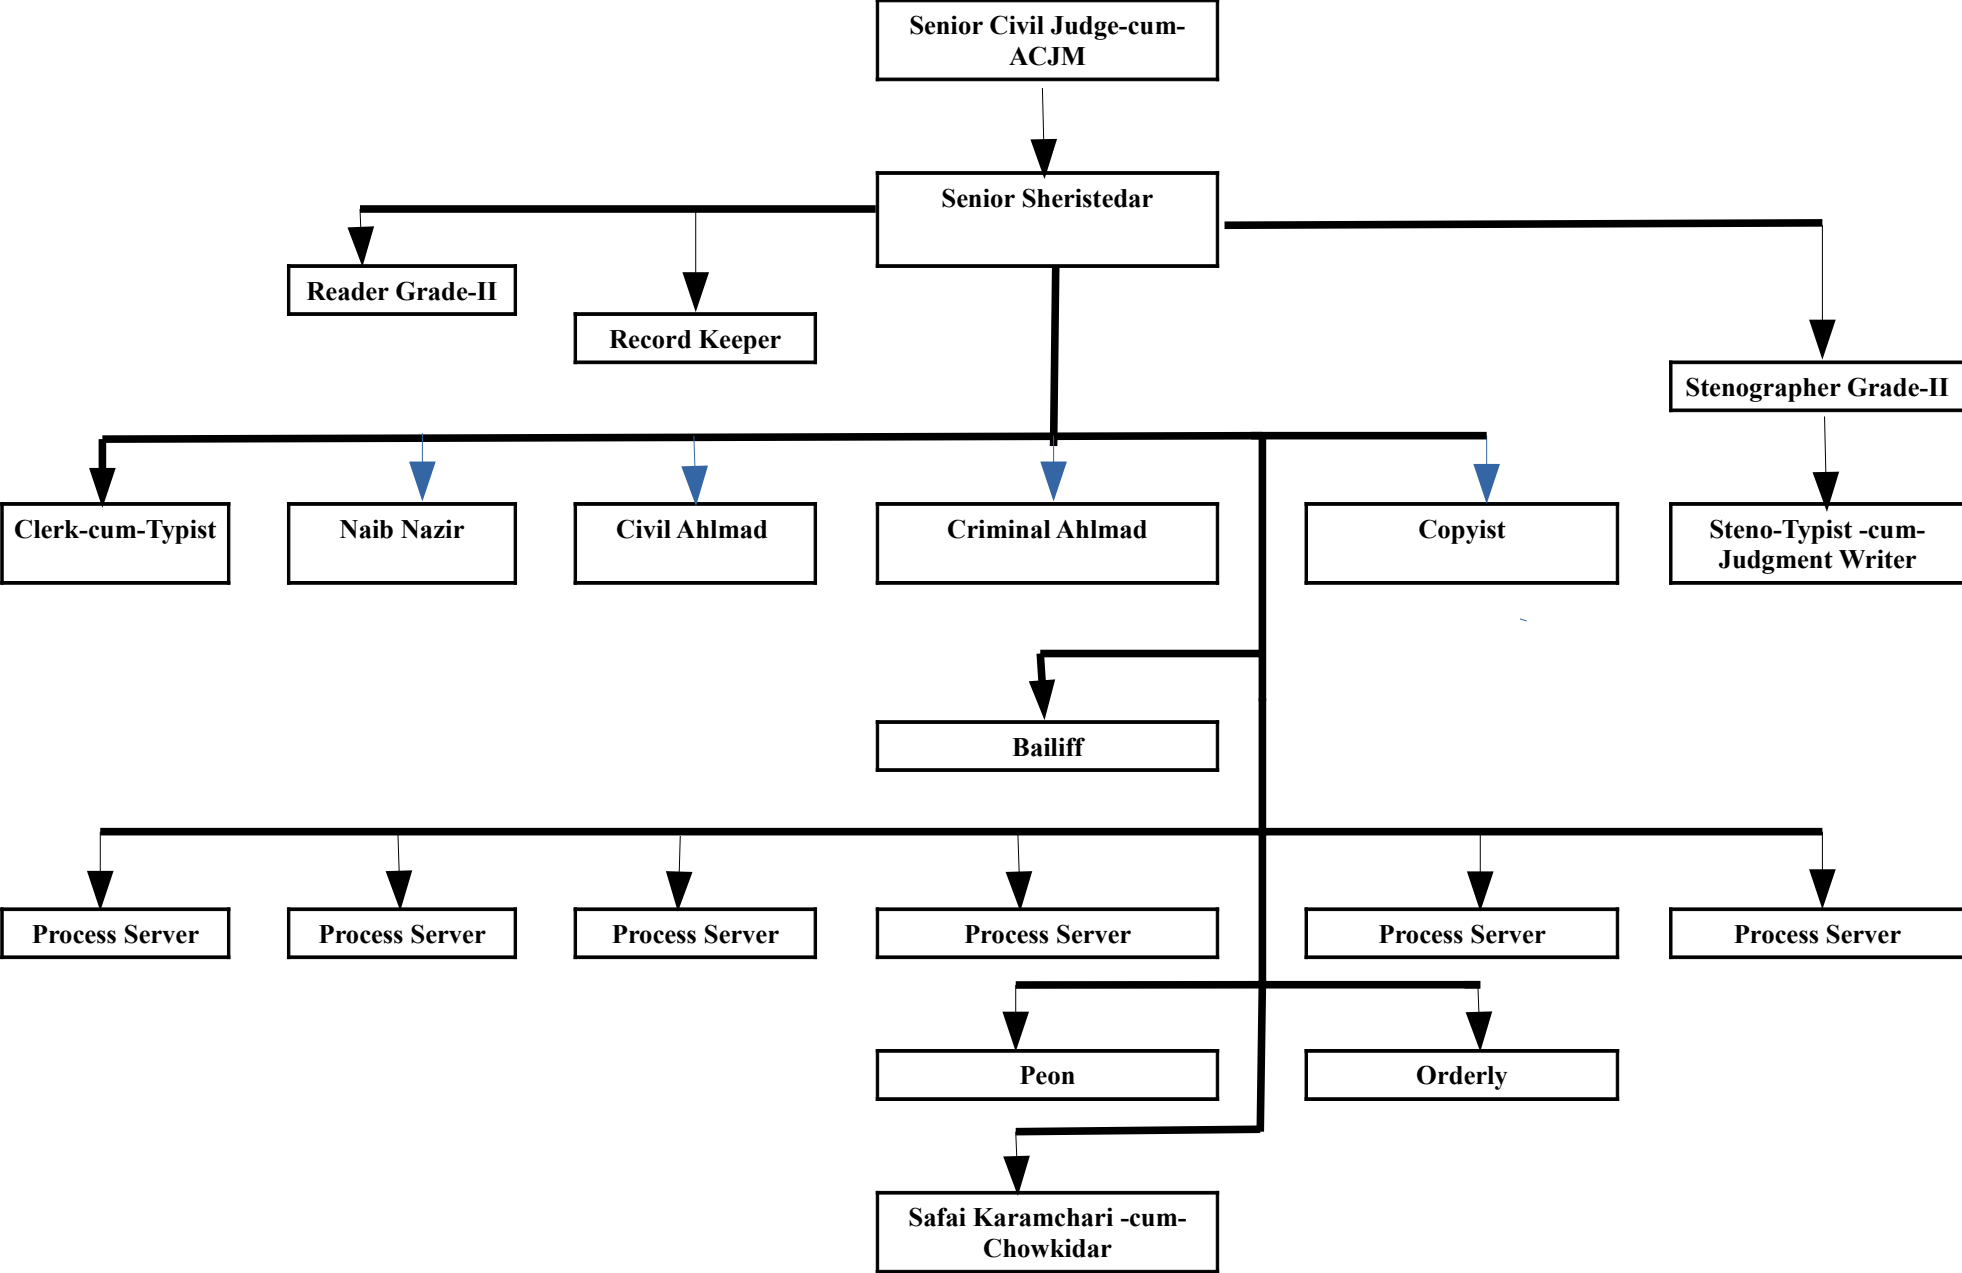 Senior Civil Judge-cum-
ACJM
Senior Sheristedar
Reader Grade-II
Record Keeper
Stenographer Grade-II
Clerk-cum-Typist
Naib Nazir
Civil Ahlmad
Criminal Ahlmad
Copyist
Steno-Typist -cum-
Judgment Writer
Bailiff
Process Server
Process Server
Process Server
Process Server
Process Server
Process Server
Peon
Orderly
Safai Karamchari -cum-
Chowkidar